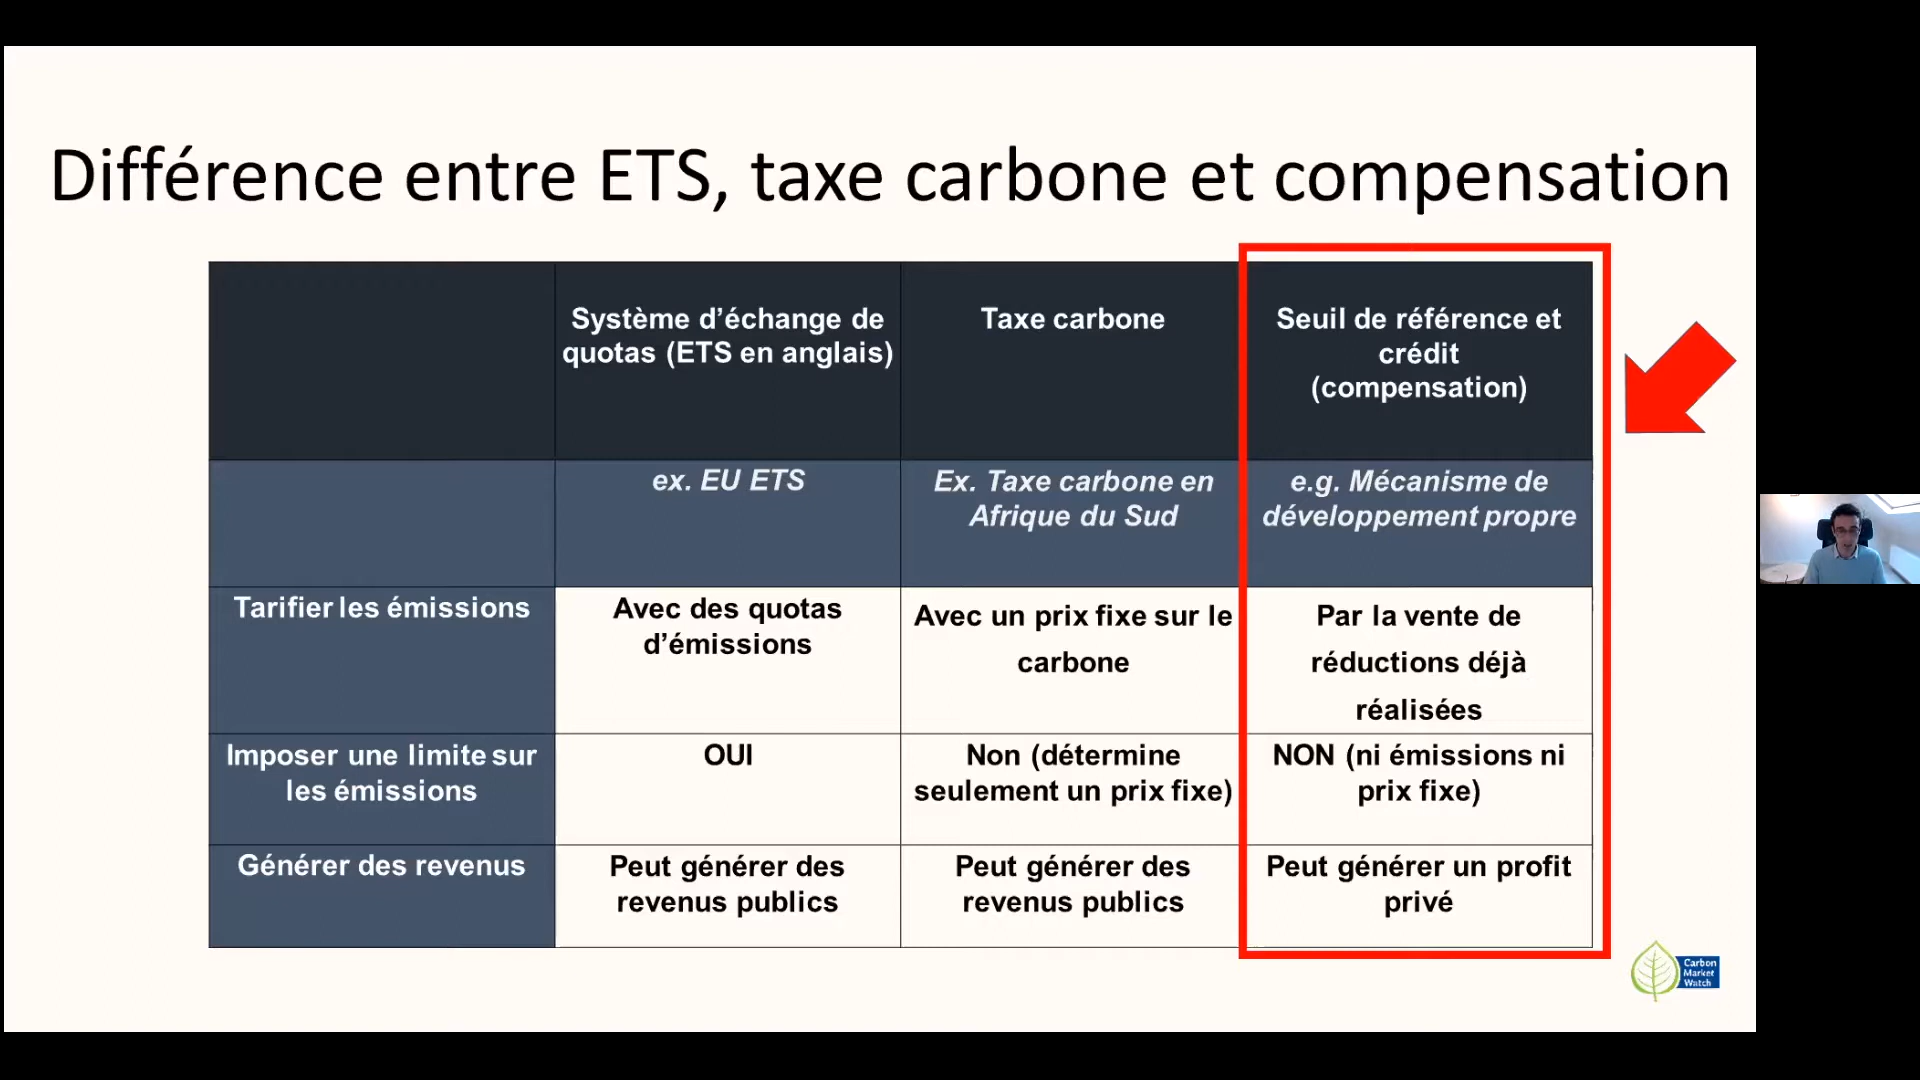 Différence entre ETS, taxe carbone et compensation
Système d’échange de
quotas (ETS en anglais)
Taxe carbone
Seuil de référence et
crédit
(compensation)
ex. EU ETS
Ex. Taxe carbone en
Afrique du Sud
e.g. Mécanisme de
développement propre
Tarifier les émissions
Avec des quotas
d’émissions
Avec un prix fixe sur le
carbone
Par la vente de
réductions déjà
réalisées
Imposer une limite sur
les émissions
OUI
Non (détermine
seulement un prix fixe)
NON (ni émissions ni
prix fixe)
Générer des revenus
Peut générer des
revenus publics
Peut générer des
revenus publics
Peut générer un profit
privé
Carbon
Market
Watch